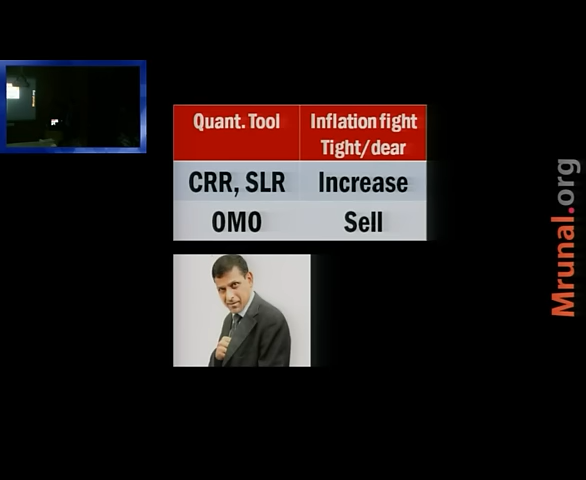 Quant. Tool
Inflation fight
Tight/dear
CRR, SLR
Increase
OMO
Sell
Mrunal.org